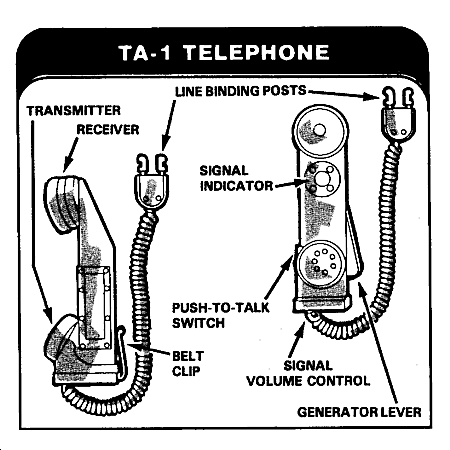 TA-1 TELEPHONE
LINE BINDING POSTS
TRANSMITTER
RECEIVER
SIGNAL
INDICATOR
PUSH-TO-TALK
SWITCH
BELT
CLIP
SIGNAL
VOLUME CONTROL
GENERATOR LEVER